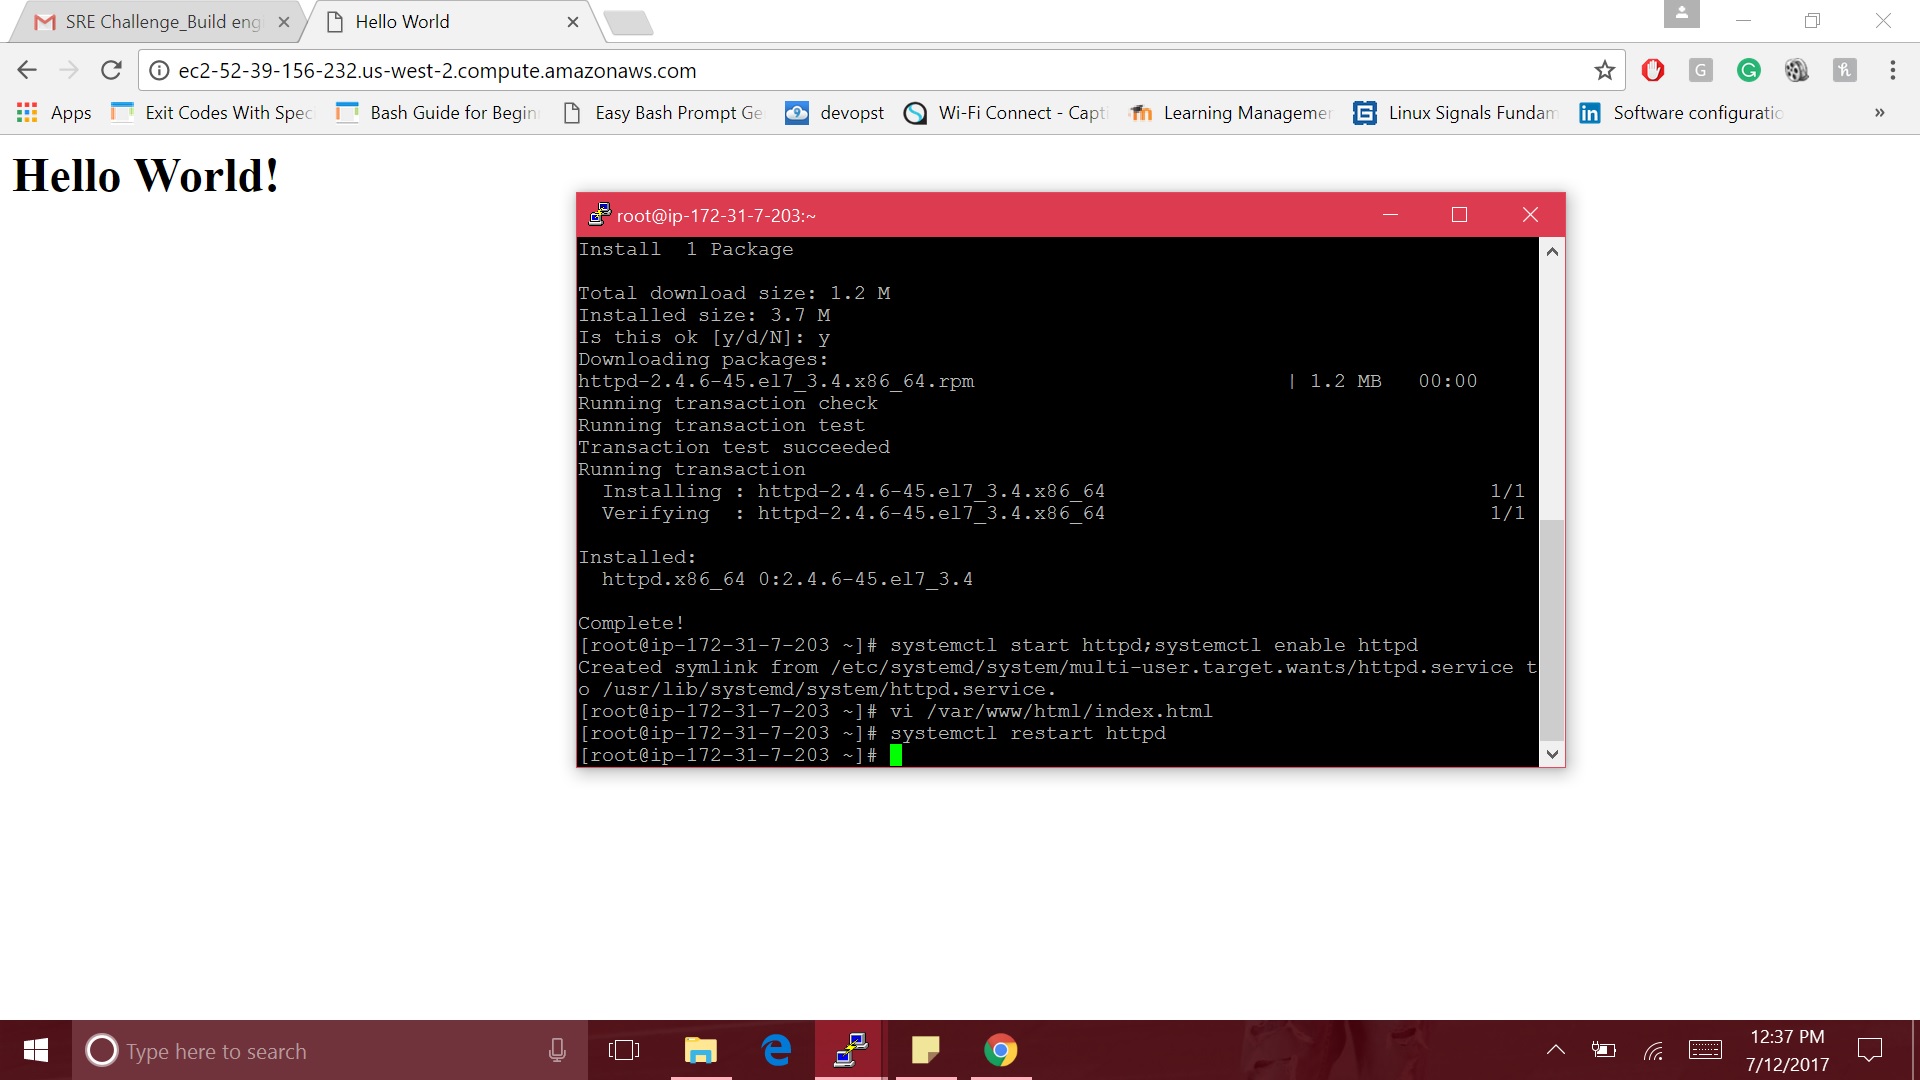 SRE Challenge_Build eng
Hello World
ec2-52-39-156-232.us-west-2.compute.amazonaws.com
Apps
Exit Codes With Spec
Bash Guide for Begin
Easy Bash Prompt Ge
devopst
Wi-Fi Connect - Capti
Learning Managemen
Linux Signals Fundam
Software configuratio
Hello World!
root@ip-172-31-7-203:~
Install  1 Package
Total download size: 1.2 M
Installed size: 3.7 M
Is this ok [y/d/N]: y
Downloading packages:
httpd-2.4.6-45.el7_3.4.x86_64.rpm | 1.2 MB   00:00
Running transaction check
Running transaction test
Transaction test succeeded
Running transaction
Installing : httpd-2.4.6-45.el7_3.4.x86_64 1/1
Verifying  : httpd-2.4.6-45.el7_3.4.x86_64 1/1
Installed:
httpd.x86_64 0:2.4.6-45.el7_3.4
Complete!
[root@ip-172-31-7-203 ~]# systemctl start httpd;systemctl enable httpd
Created symlink from /etc/systemd/system/multi-user.target.wants/httpd.service t
o /usr/lib/systemd/system/httpd.service.
[root@ip-172-31-7-203 ~]# vi /var/www/html/index.html
[root@ip-172-31-7-203 ~]# systemctl restart httpd
[root@ip-172-31-7-203 ~]#
Type here to search
12:37 PM
7/12/2017